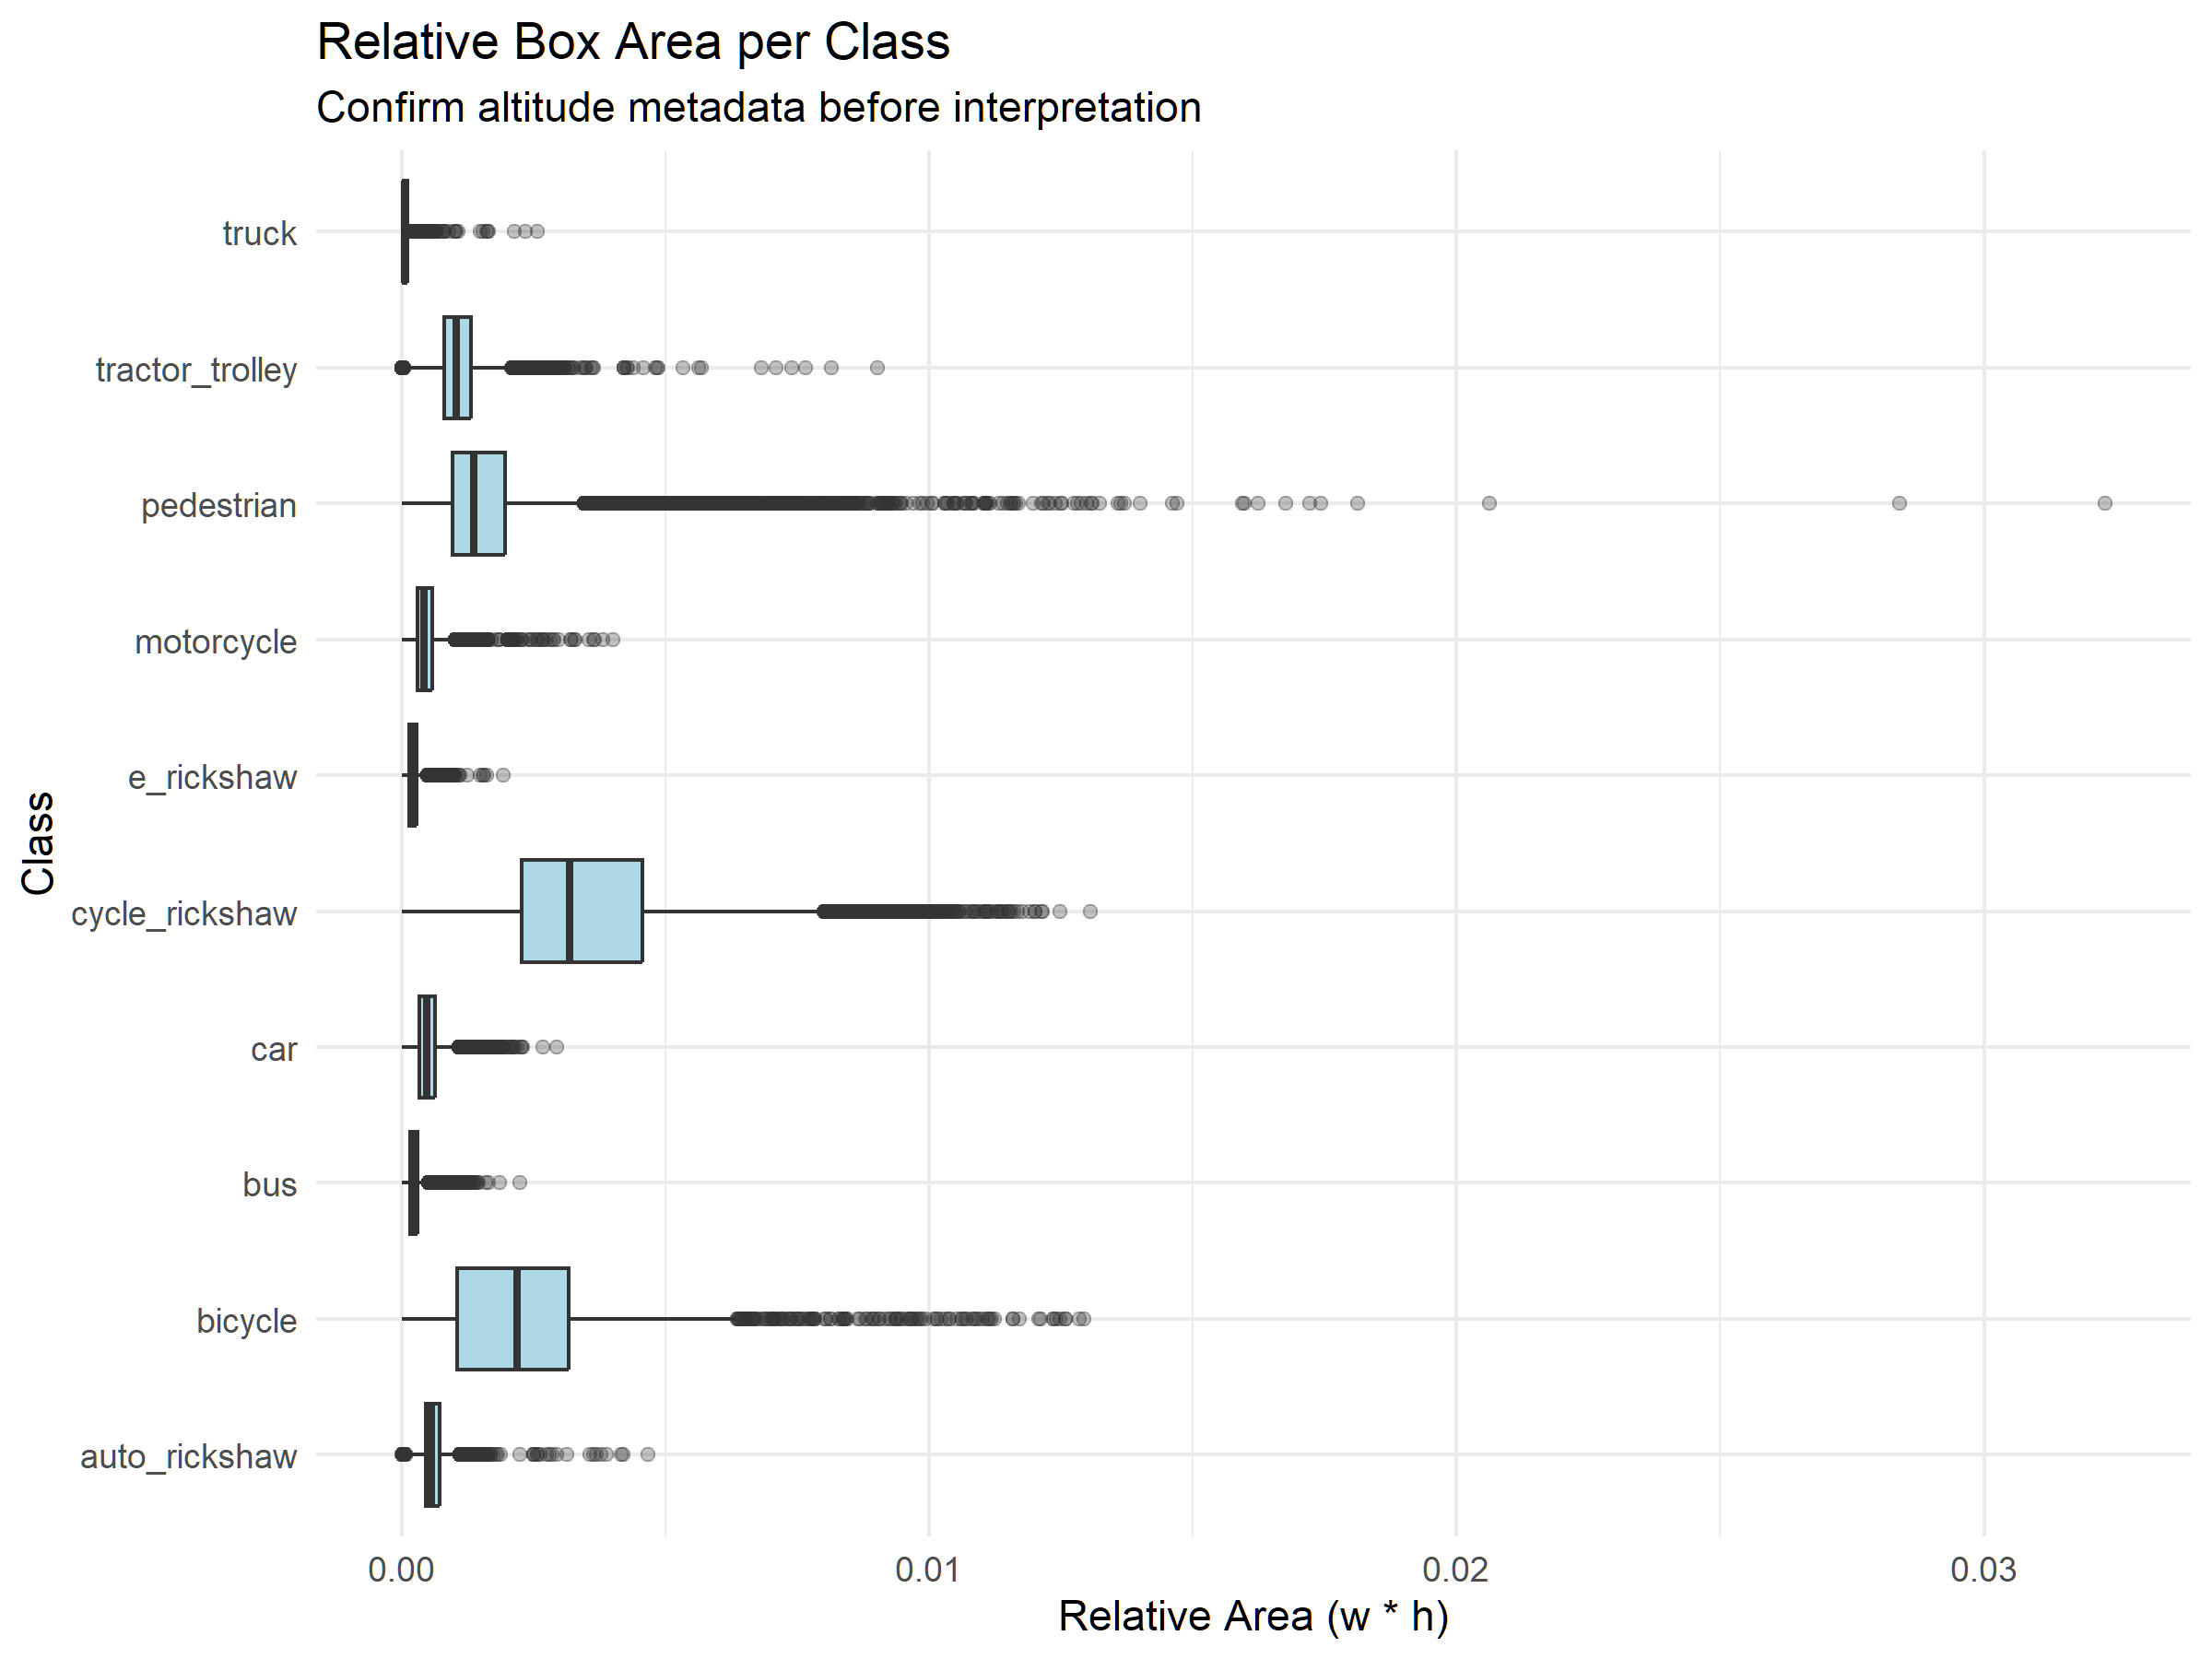 Relative Box Area per Class
Confirm altitude metadata before interpretation
truck
tractor_trolley
pedestrian
motorcycle
e_rickshaw
cycle_rickshaw
car
bus
bicycle
auto_rickshaw
Class
0.00 0.01 0.02 0.03
Relative Area (w * h)